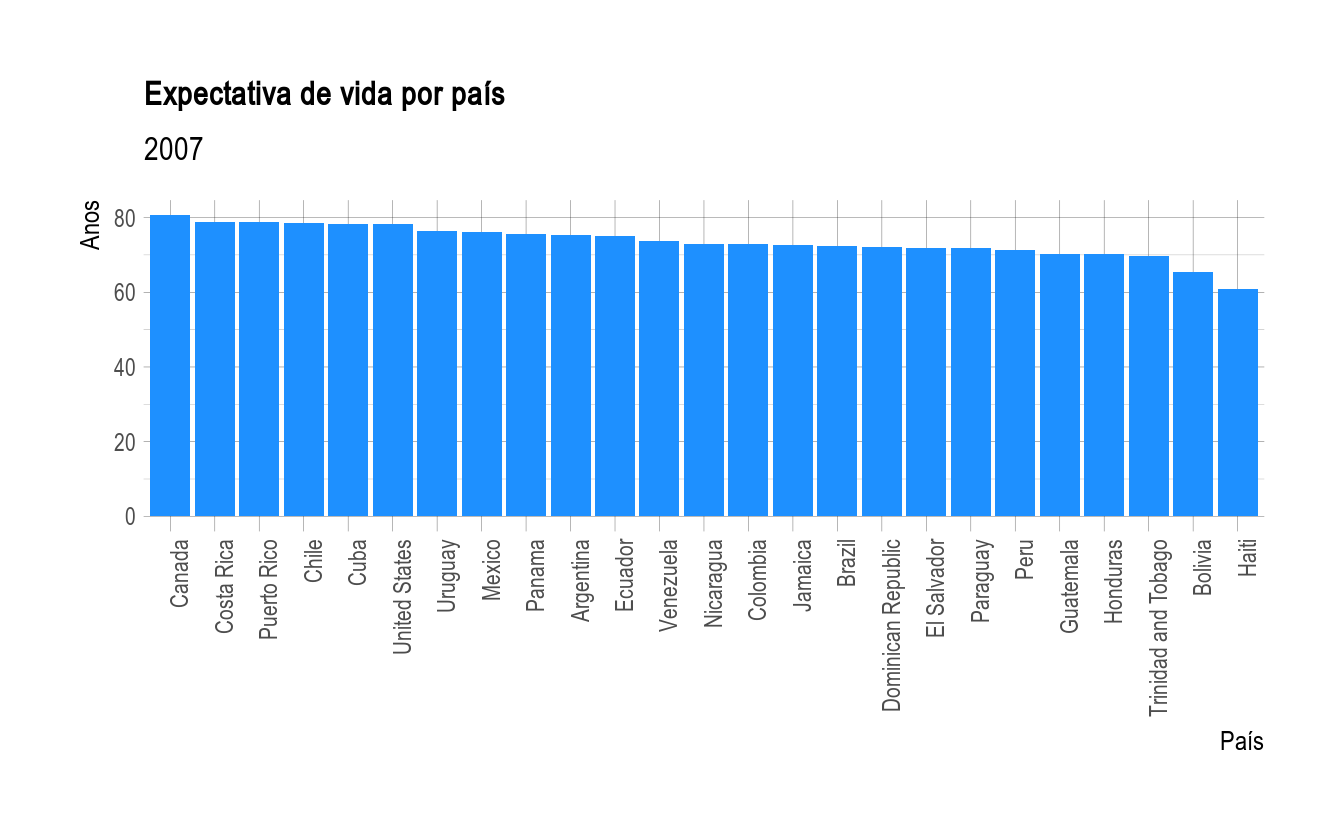 Expectativa de vida por país
2007
Anos
80
60
40
20
0
Canada
Costa Rica
Puerto Rico
Chile
Cuba
United States
Uruguay
Mexico
Panama
Argentina
Ecuador
Venezuela
Nicaragua
Colombia
Jamaica
Brazil
Dominican Republic
El Salvador
Paraguay
Peru
Guatemala
Honduras
Trinidad and Tobago
Bolivia
Haiti
País